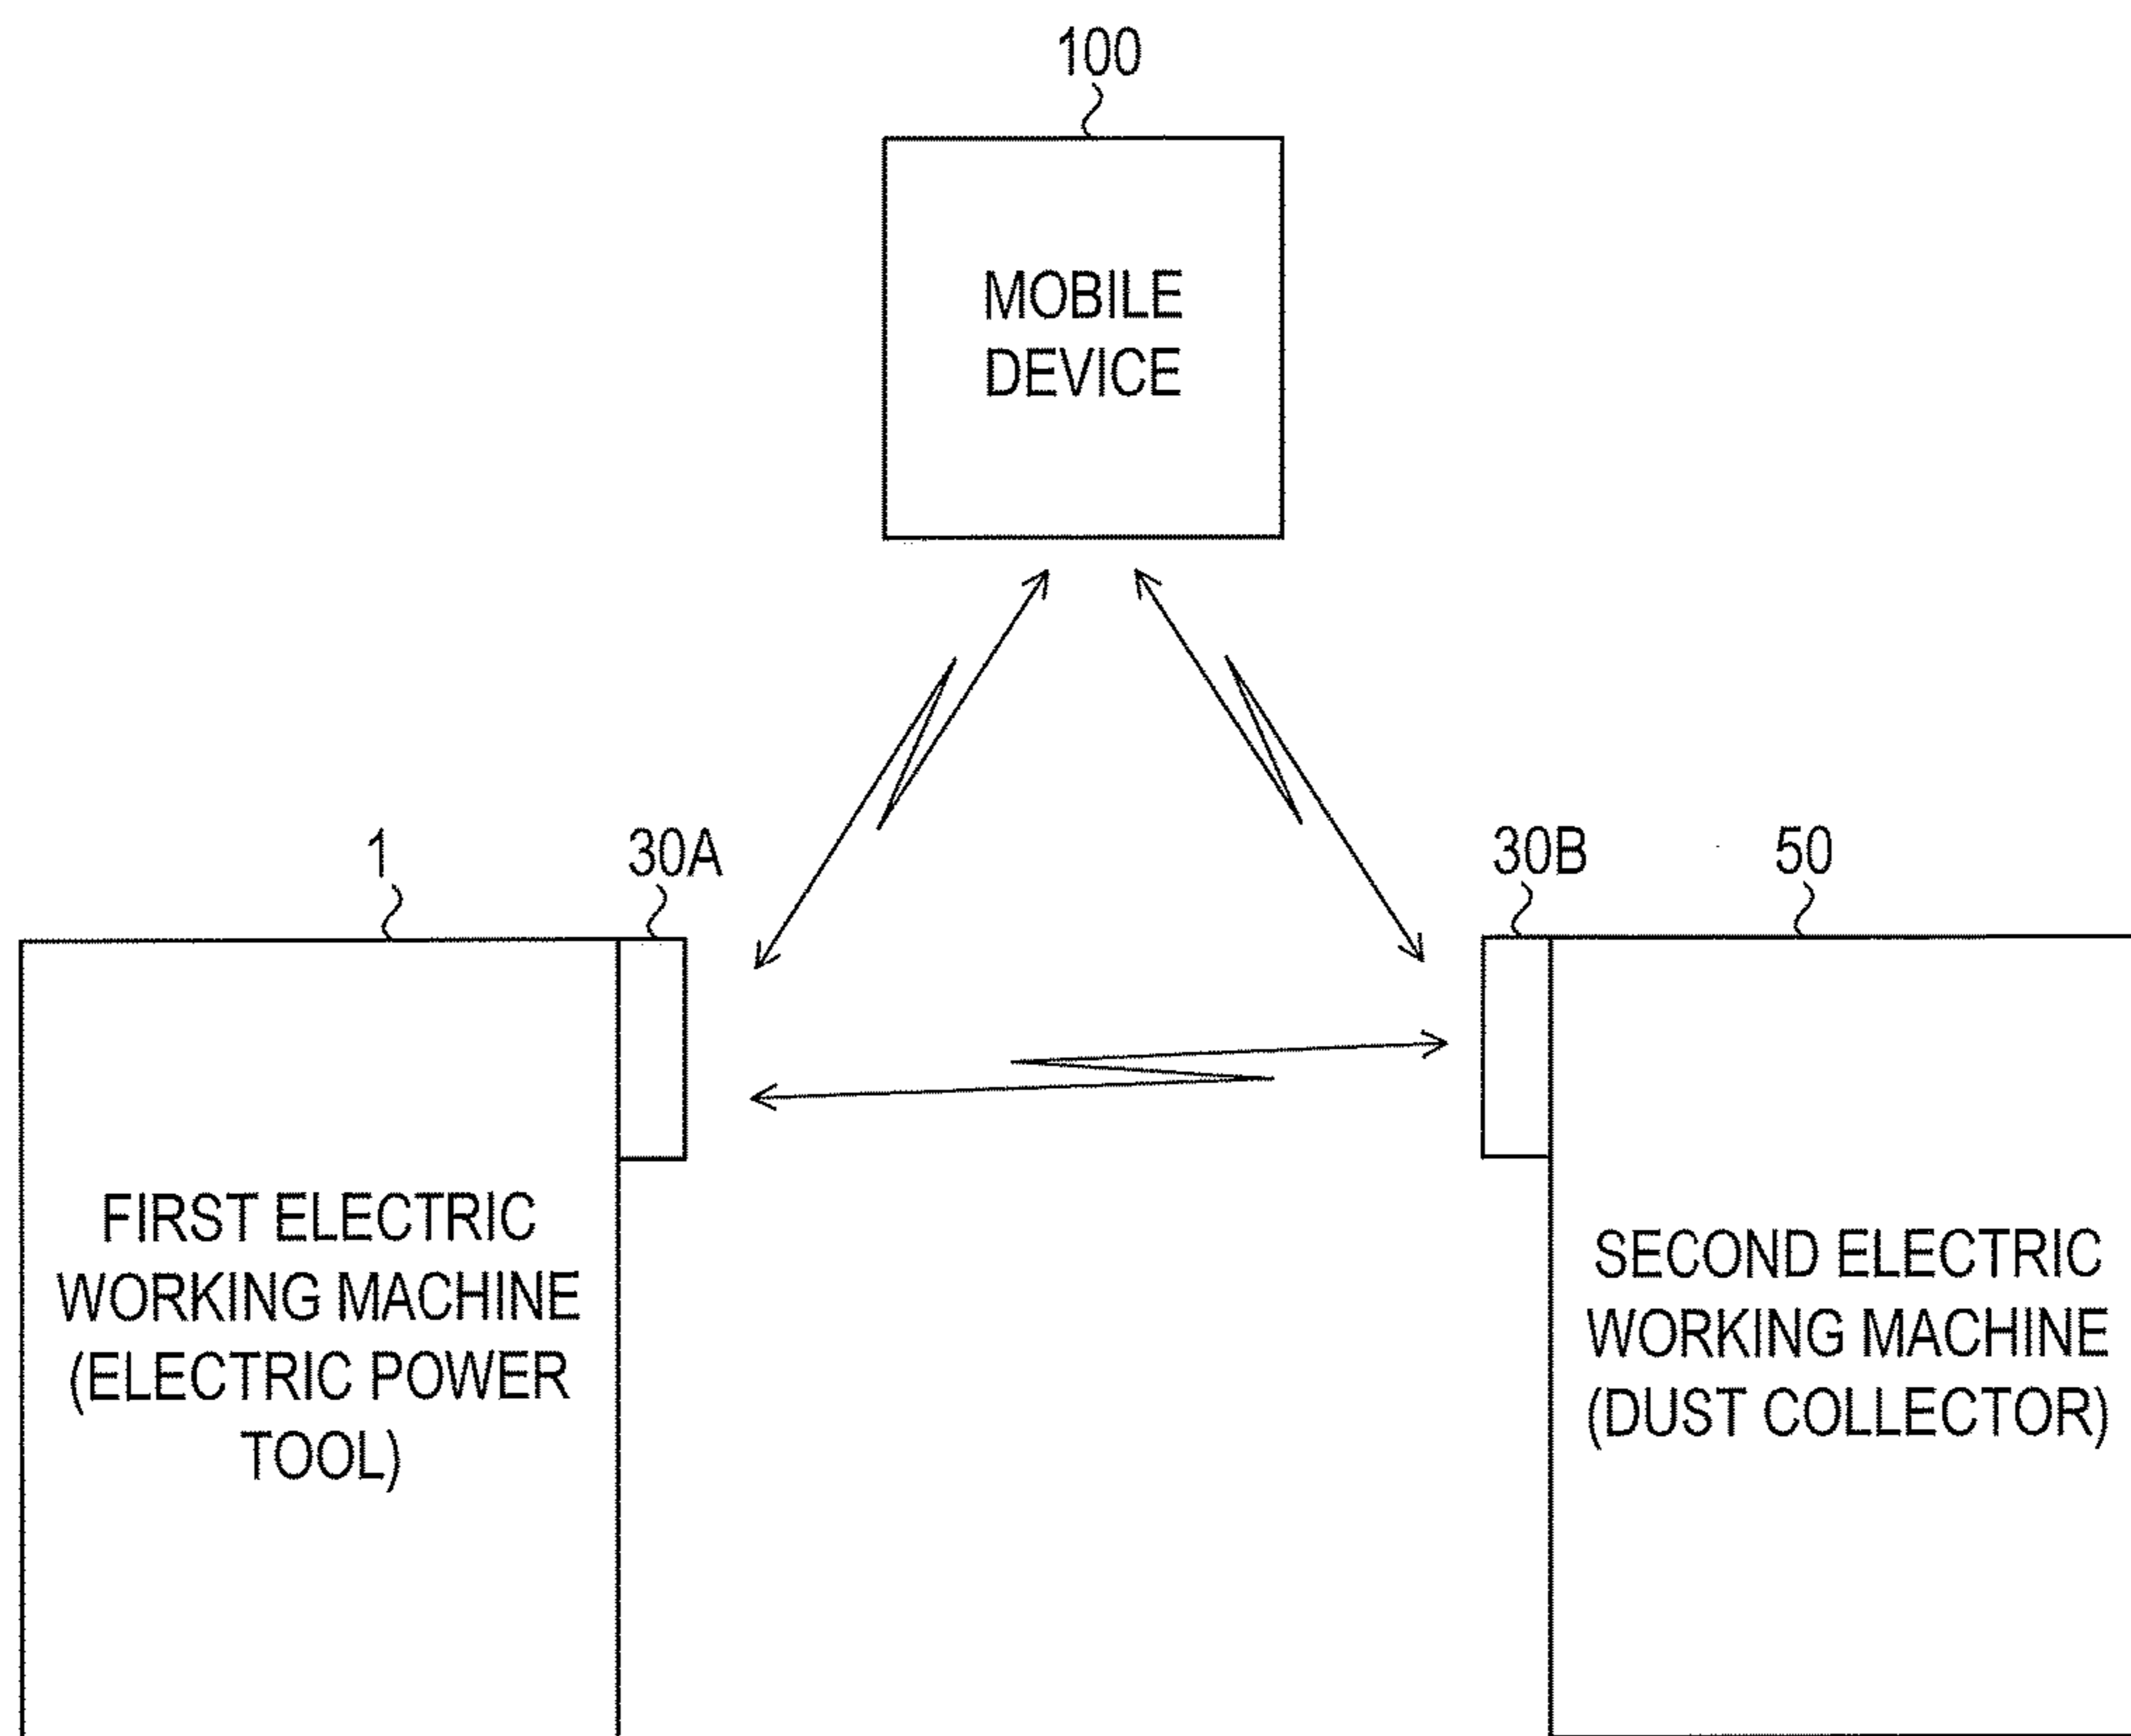 100
MOBILE
DEVICE
1
30A
30B
50
FIRST ELECTRIC
WORKING MACHINE
(ELECTRIC POWER
TOOL)
SECOND ELECTRIC
WORKING MACHINE
(DUST COLLECTOR)